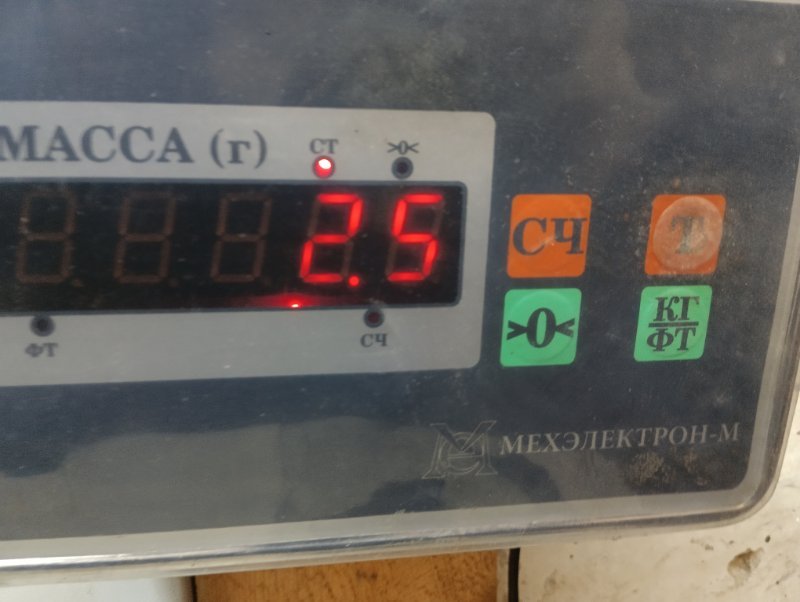 МАССА (г)
СТ
>0<
2.5
ФТ
СЧ
СЧ
Т
>0<
КГ
ФТ
МЕХЭЛЕКТРОН-М